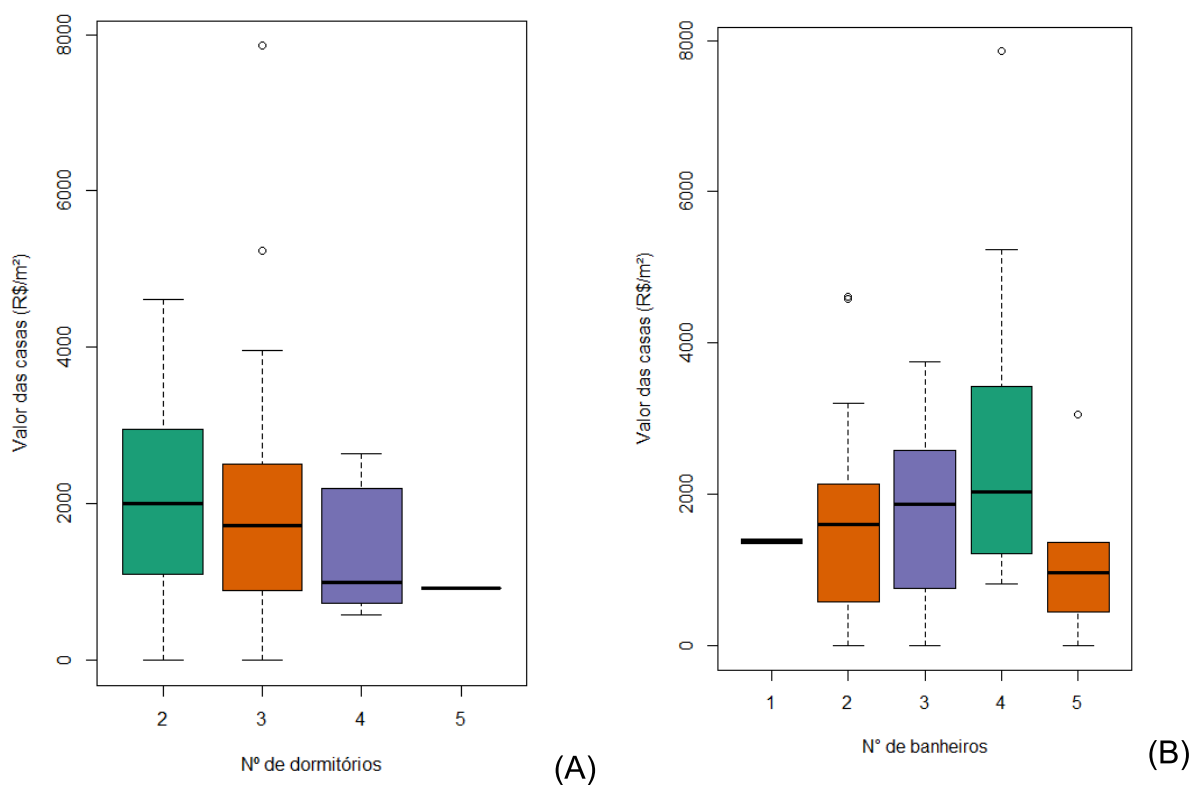 8000
6000
4000
2000
0
Valor das casas (R$/m²)
2 3 4 5
Nº de dormitórios
(A)
8000
6000
4000
2000
0
Valor das casas (R$/m²)
1 2 3 4 5
N° de banheiros
(B)